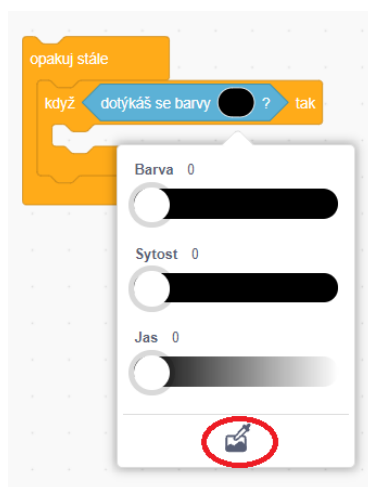 opakuj stále
když dotýkáš se barvy ? tak
Barva 0
Sytost 0
Jas 0